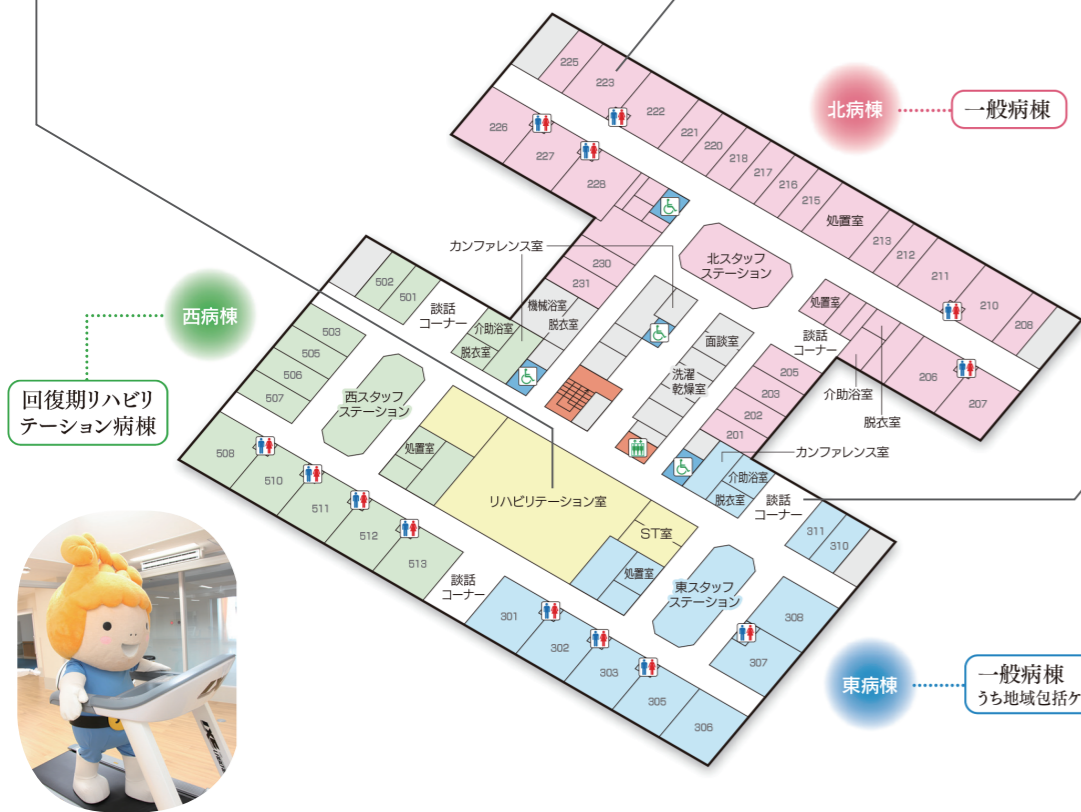 225
223
222
221
220
218
217
216
215
処置室
213
212
211
210
208
226
227
228
230
231
北スタッフ
ステーション
カンファレンス室
機械浴室
脱衣室
介助浴室
脱衣室
処置室
談話
コーナー
介助浴室
脱衣室
206
207
面談室
洗濯
乾燥室
205
203
202
201
北病棟
一般病棟
西病棟
回復期リハビリ
テーション病棟
502
501
談話
コーナー
503
505
506
507
西スタッフ
ステーション
処置室
508
510
511
512
513
談話
コーナー
リハビリテーション室
ST室
処置室
カンファレンス室
介助浴室
脱衣室
談話
コーナー
311
310
東スタッフ
ステーション
308
307
301
302
303
305
306
東病棟
一般病棟
うち地域包括ケ